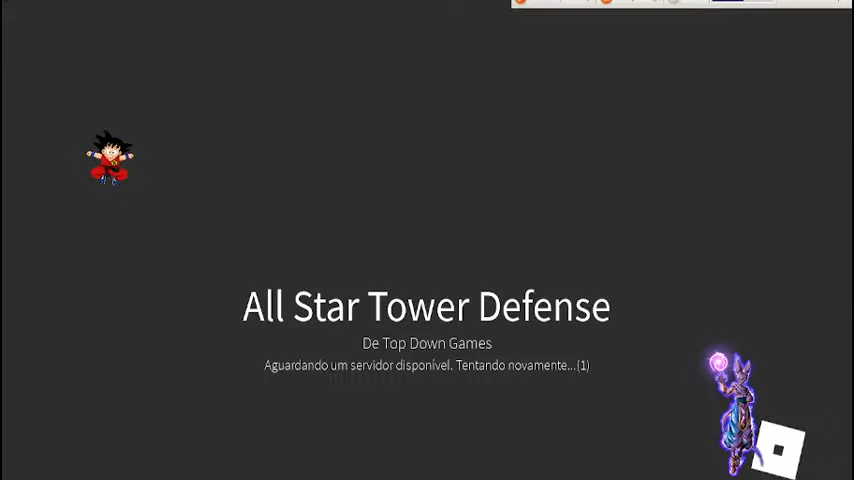 All Star Tower Defense
De Top Down Games
Aguardando um servidor disponível. Tentando novamente...(1)